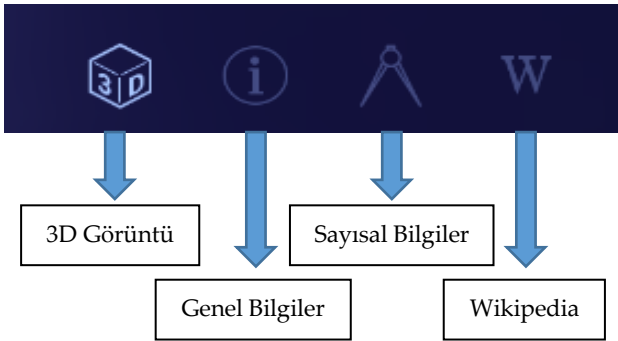 3D
i
W
3D Görüntü
Sayısal Bilgiler
Genel Bilgiler
Wikipedia